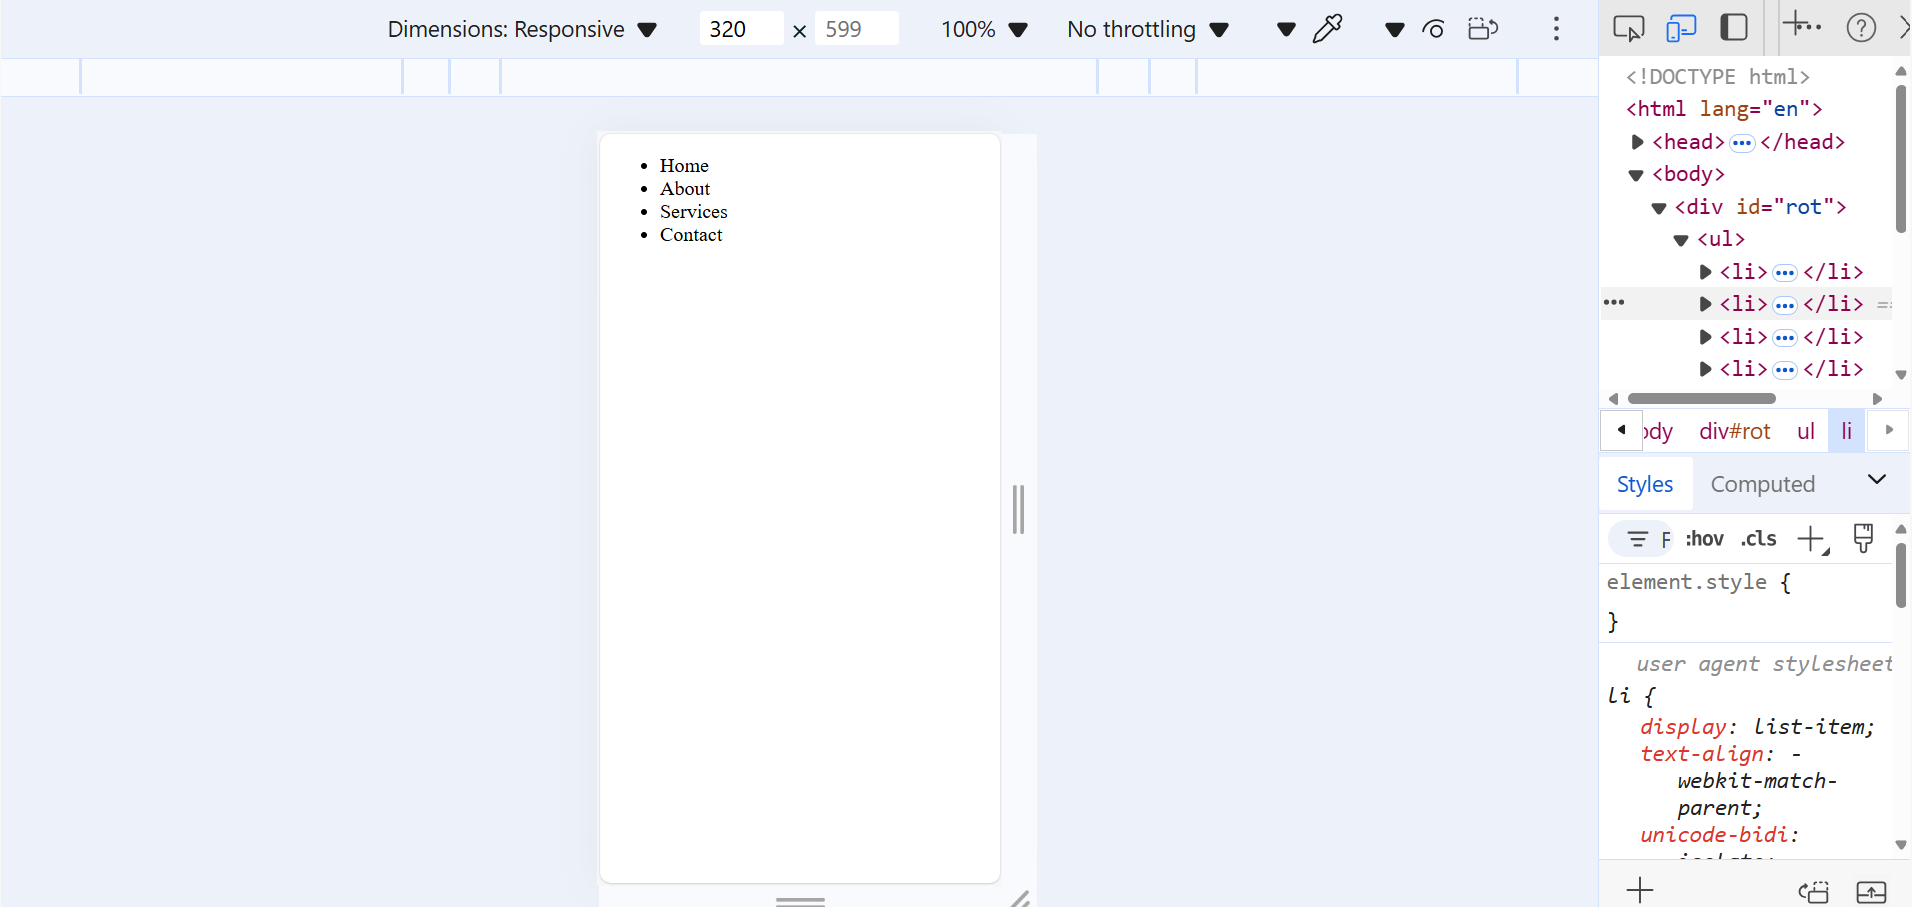 Dimensions: Responsive 320 × 599 100% No throttling
Home
About
Services
Contact
<!DOCTYPE html>
<html lang="en">
<head> </head>
<body>
<div id="rot">
<ul>
<li> </li>
<li> </li> ==
<li> </li>
<li> </li>
ody div#rot ul li
Styles Computed
F :hov .cls
element.style {
}
user agent stylesheet
li {
display: list-item;
text-align: -
webkit-match-
parent;
unicode-bidi: